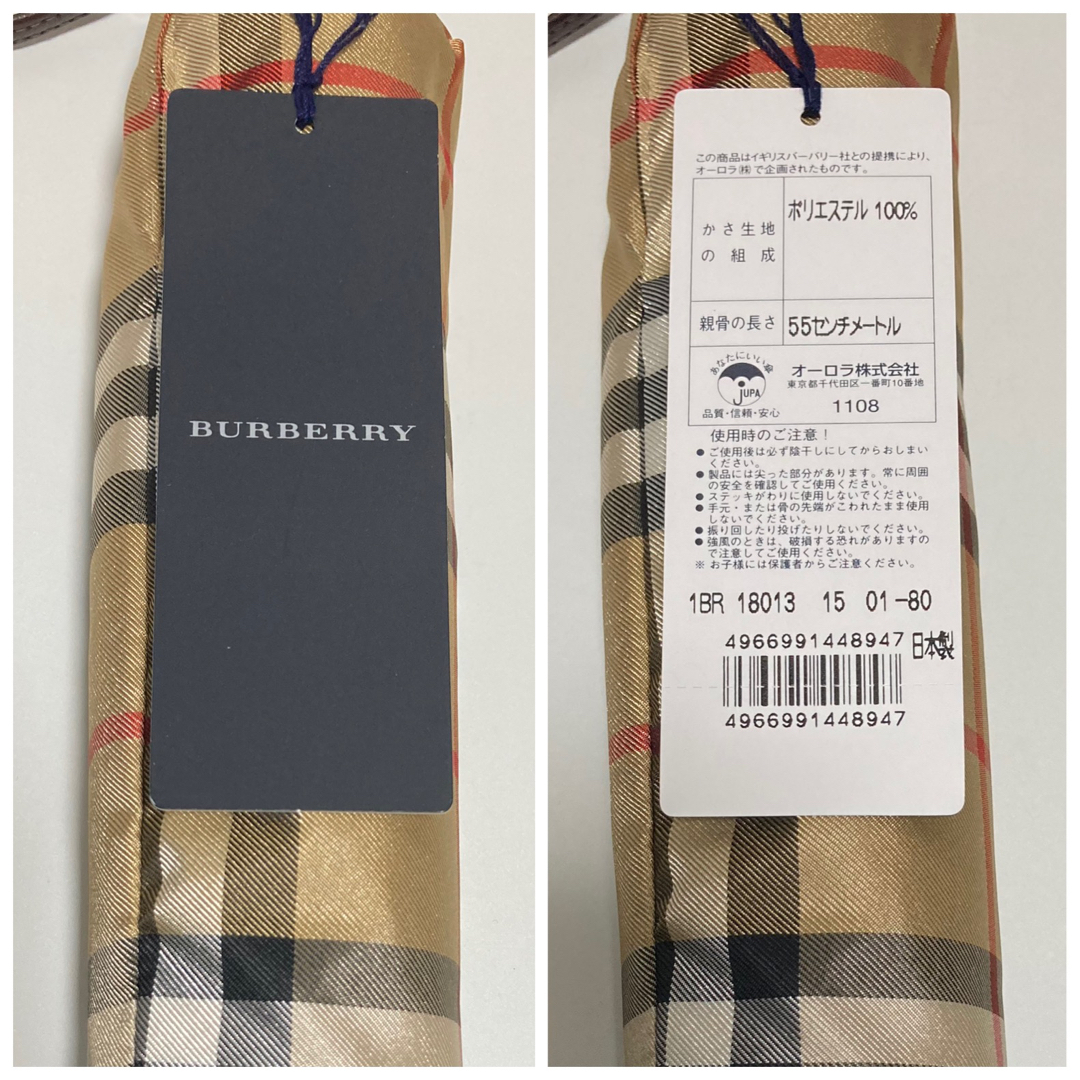 BURBERRY
この商品はイギリスバーバリー社との提携により、
オーロラ㈱で企画されたものです。
かさ生地
の組成
ポリエステル 100%
親骨の長さ
55センチメートル
あなたにいい傘
JUPA
品質・信頼・安心
オーロラ株式会社
東京都千代田区一番町10番地
1108
使用時のご注意！
● ご使用後は必ず陰干しにしてからおしまい
ください。
● 製品には尖った部分があります。常に周囲
の安全を確認してご使用ください。
● ステッキがわりに使用しないでください。
● 手元・または骨の先端がこわれたまま使用
しないでください。
● 振り回したり投げたりしないでください。
● 強風のときは、破損する恐れがありますの
で注意してご使用ください。
※ お子様には保護者からご注意ください。
1BR 18013 15 01-80
4966991448947
日本製
4966991448947